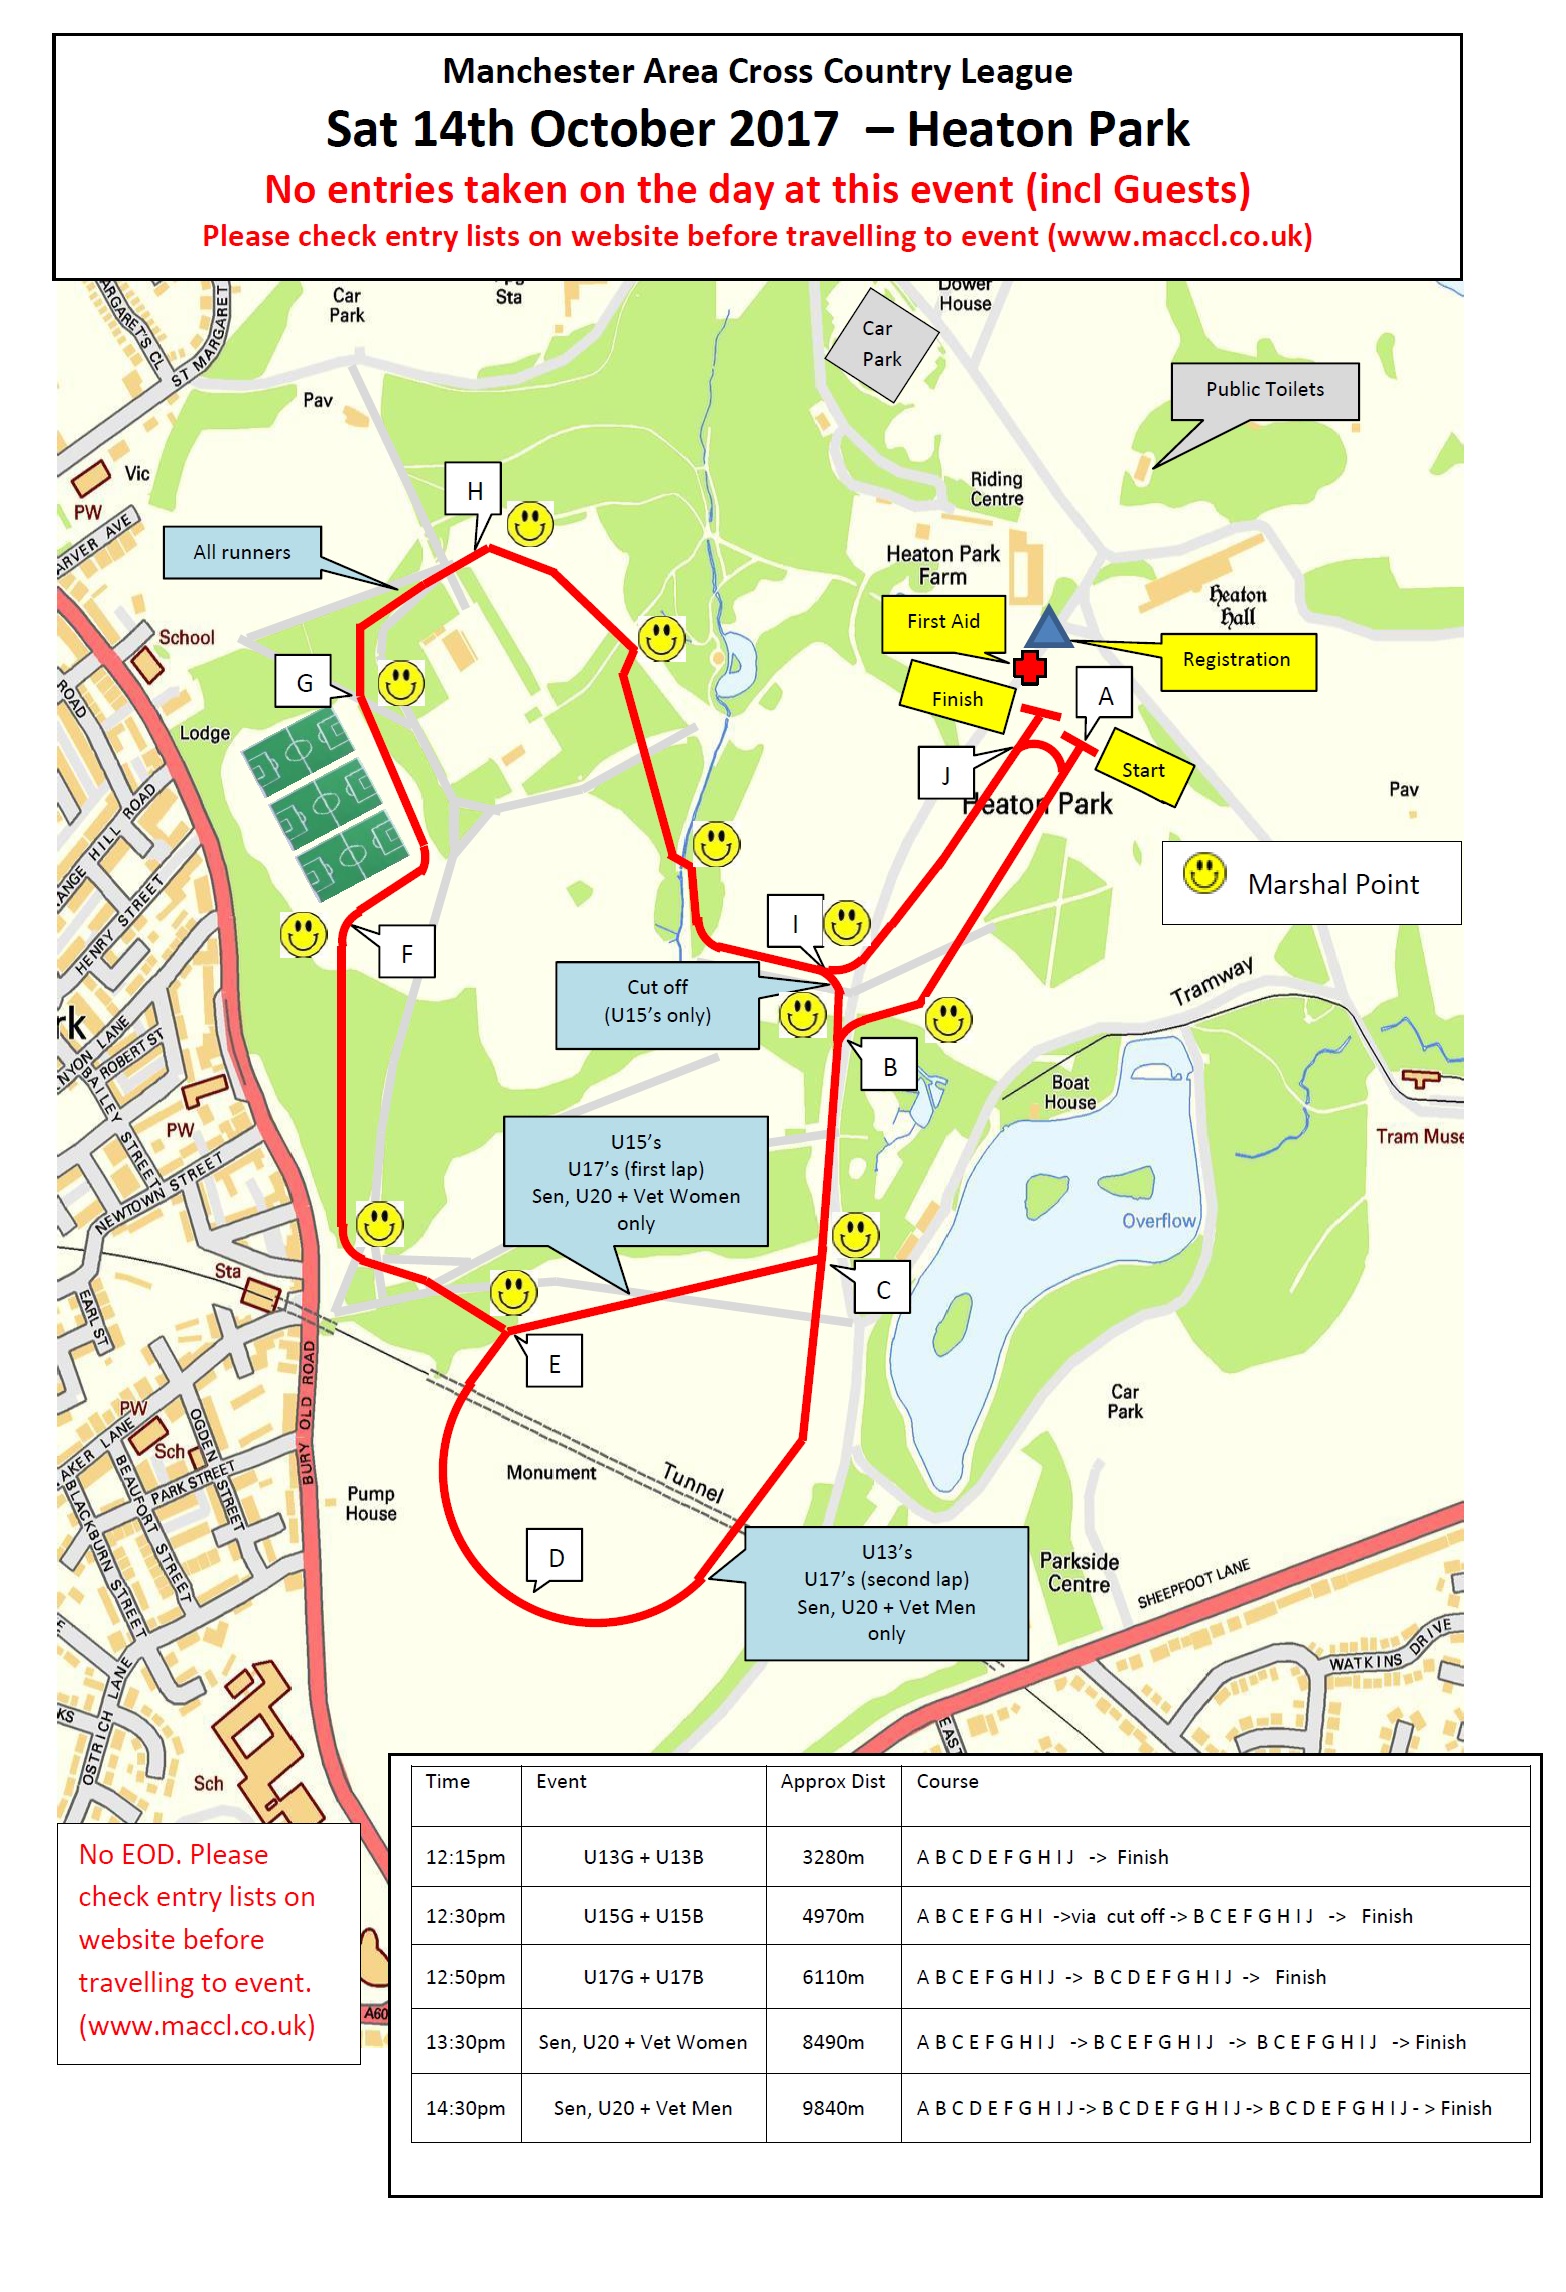 Manchester Area Cross Country League
Sat 14th October 2017 – Heaton Park
No entries taken on the day at this event (incl Guests)
Please check entry lists on website before travelling to event (www.maccl.co.uk)
Car
Park
Sta
Dower
House
ST MARGARET
Pav
Car
Park
Public Toilets
Vic
PW
H
Riding
Centre
All runners
Heaton Park
Farm
Heaton
Hall
First Aid
School
Registration
G
Finish
A
Lodge
J
Start
ROAD
Heaton Park
Pav
Marshal Point
HENRY STREET
I
F
Cut off
(U15's only)
Tramway
rk
ROBERT ST
BAILEY STREET
B
Boat
House
PW
Tram Muse
NEWTOWN STREET
U15's
U17's (first lap)
Sen, U20 + Vet Women
only
Overflow
Sta
C
EARL ST
E
BURY OLD ROAD
PW
Sch
OGDEN STREET
PARK STREET
BEAUFORT STREET
BLACKBURN STREET
Car
Park
Monument
Tunnel
Pump
House
D
U13's
U17's (second lap)
Sen, U20 + Vet Men
only
Parkside
Centre
SHEEPFOOT LANE
WATKINS DRIVE
OSTRICH LANE
Sch
No EOD. Please
check entry lists on
website before
travelling to event.
(www.maccl.co.uk)
A60
Time Event Approx Dist Course
12:15pm U13G + U13B 3280m A B C D E F G H I J -> Finish
12:30pm U15G + U15B 4970m A B C E F G H I ->via cut off -> B C E F G H I J -> Finish
12:50pm U17G + U17B 6110m A B C E F G H I J -> B C D E F G H I J -> Finish
13:30pm Sen, U20 + Vet Women 8490m A B C E F G H I J -> B C E F G H I J -> B C E F G H I J -> Finish
14:30pm Sen, U20 + Vet Men 9840m A B C D E F G H I J -> B C D E F G H I J -> B C D E F G H I J - > Finish